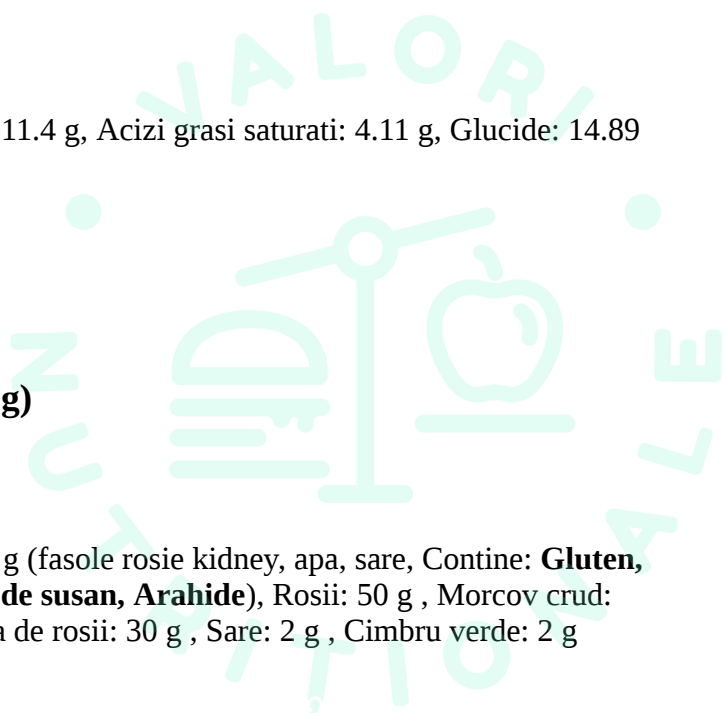 VALORI
11.4 g, Acizi grasi saturati: 4.11 g, Glucide: 14.89
g)
g (fasole rosie kidney, apa, sare, Contine: Gluten,
de susan, Arahide), Rosii: 50 g , Morcov crud:
a de rosii: 30 g , Sare: 2 g , Cimbru verde: 2 g
NUTRITIONALE